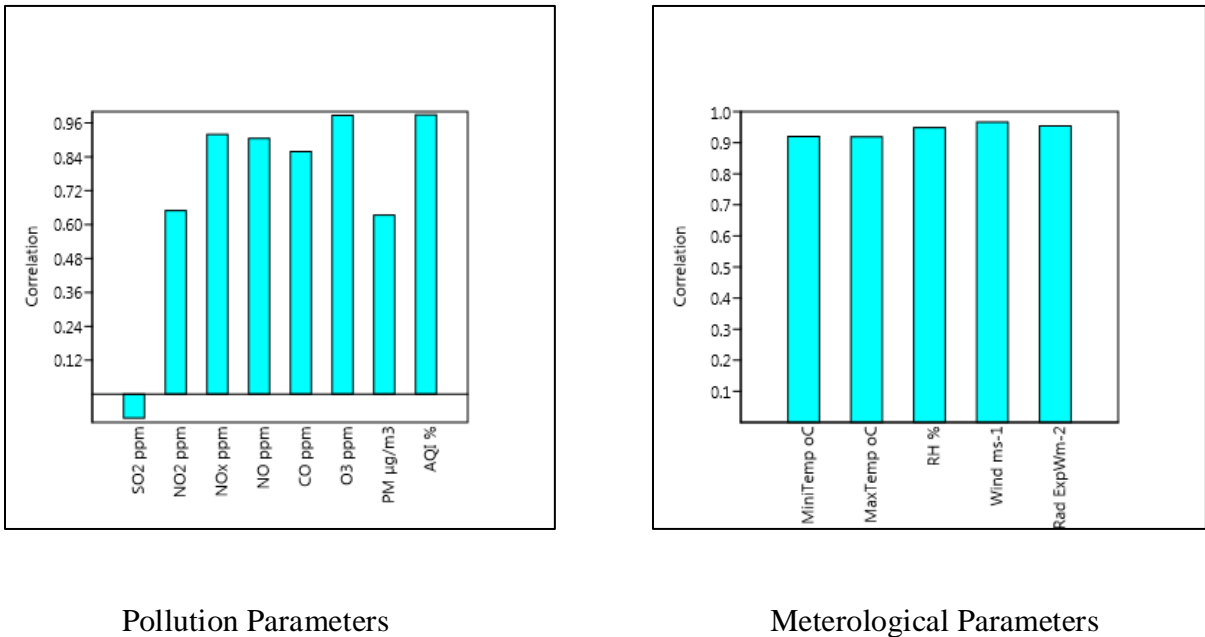 Correlation
0.96
0.84
0.72
0.60
0.48
0.36
0.24
0.12
SO2 ppm
NO2 ppm
NOx ppm
NO ppm
CO ppm
O3 ppm
PM µg/m3
AQI %
Correlation
1.0
0.9
0.8
0.7
0.6
0.5
0.4
0.3
0.2
0.1
MiniTemp oC
MaxTemp oC
RH %
Wind ms-1
Rad ExpWm-2
Pollution Parameters
Meterological Parameters